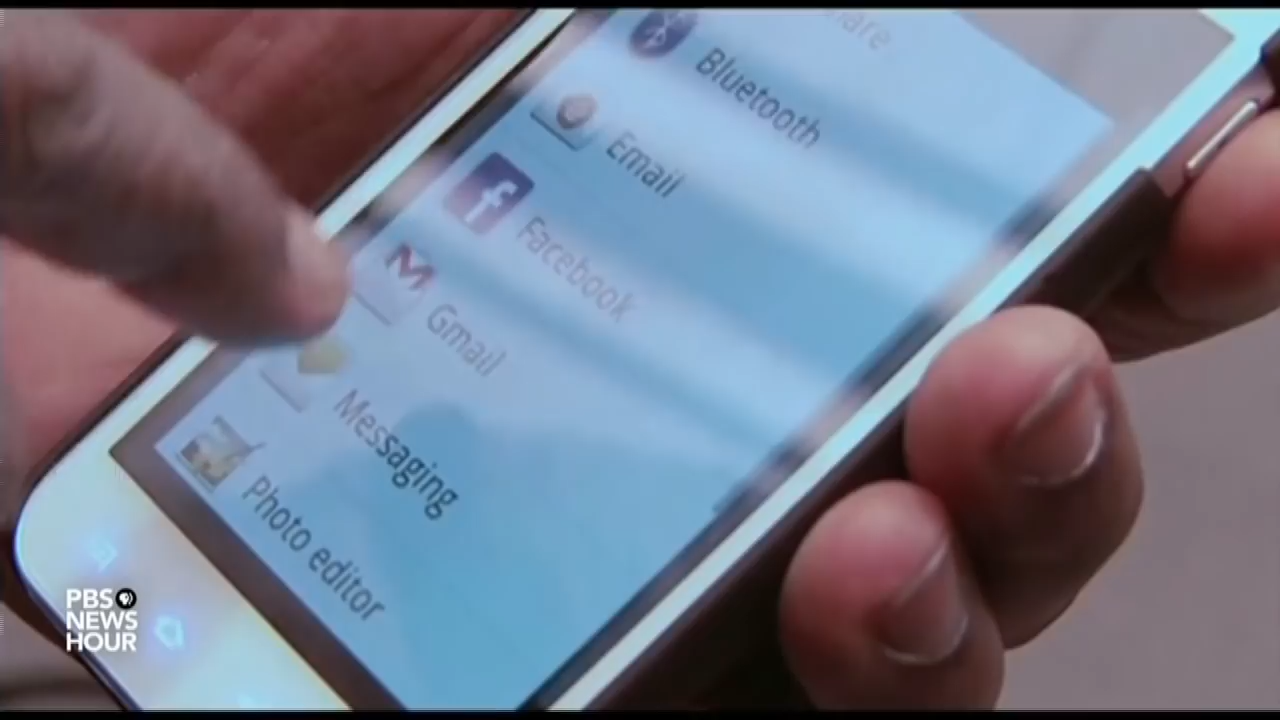 Bluetooth
Email
Facebook
Gmail
Messaging
Photo editor
PBS
NEWS
HOUR